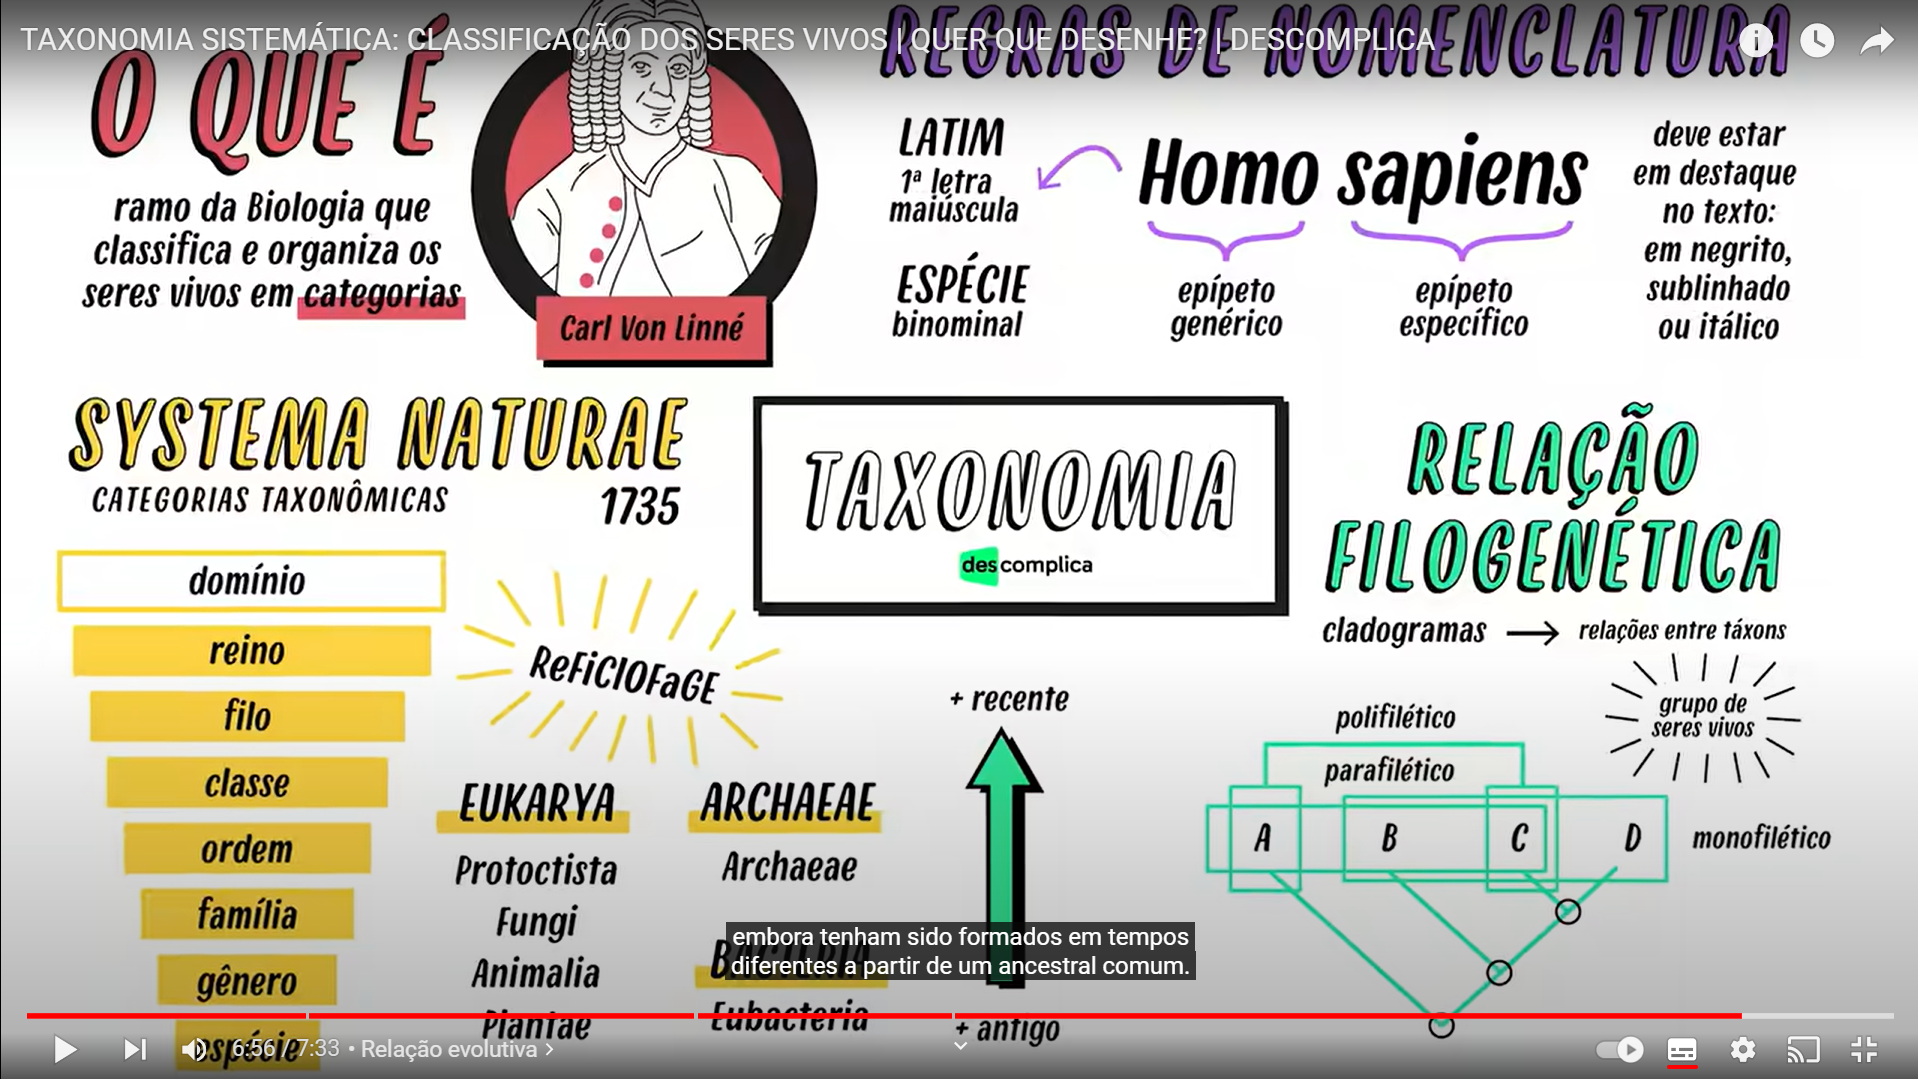 TAXONOMIA SISTEMÁTICA: CLASSIFICAÇÃO DOS SERES VIVOS | QUER QUE DESENHE? | DESCOMPLICA
O QUE É
ramo da Biologia que
classifica e organiza os
seres vivos em categorias
Carl Von Linné
REGRAS DE NOMENCLATURA
LATIM
1ª letra
maiúscula
ESPÉCIE
binominal
Homo sapiens
epípeto
genérico
epípeto
específico
deve estar
em destaque
no texto:
em negrito,
sublinhado
ou itálico
SYSTEMA NATURAE
CATEGORIAS TAXONÔMICAS
1735
domínio
reino
filo
classe
ordem
família
gênero
espécie
ReFiClOFaGE
EUKARYA
Protoctista
Fungi
Animalia
Plantae
ARCHAEAE
Archaeae
BACTERIA
Eubacteria
TAXONOMIA
descomplica
+ recente
+ antigo
RELAÇÃO
FILOGENÉTICA
cladogramas → relações entre táxons
grupo de
seres vivos
polifilético
parafilético
A B C D
monofilético
embora tenham sido formados em tempos
diferentes a partir de um ancestral comum.
6:56 / 7:33 • Relação evolutiva